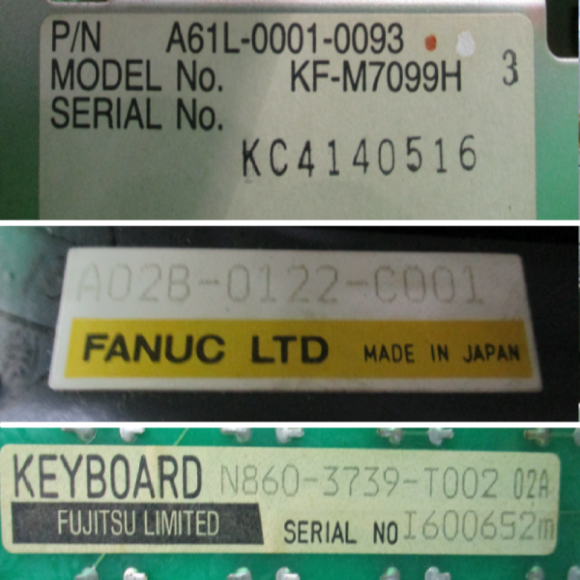 P/N A61L-0001-0093
MODEL No. KF-M7099H 3
SERIAL No.
KC4140516
A02B-0122-C001
FANUC LTD MADE IN JAPAN
KEYBOARD N860-3739-T002 02A
FUJITSU LIMITED SERIAL NO I600652m